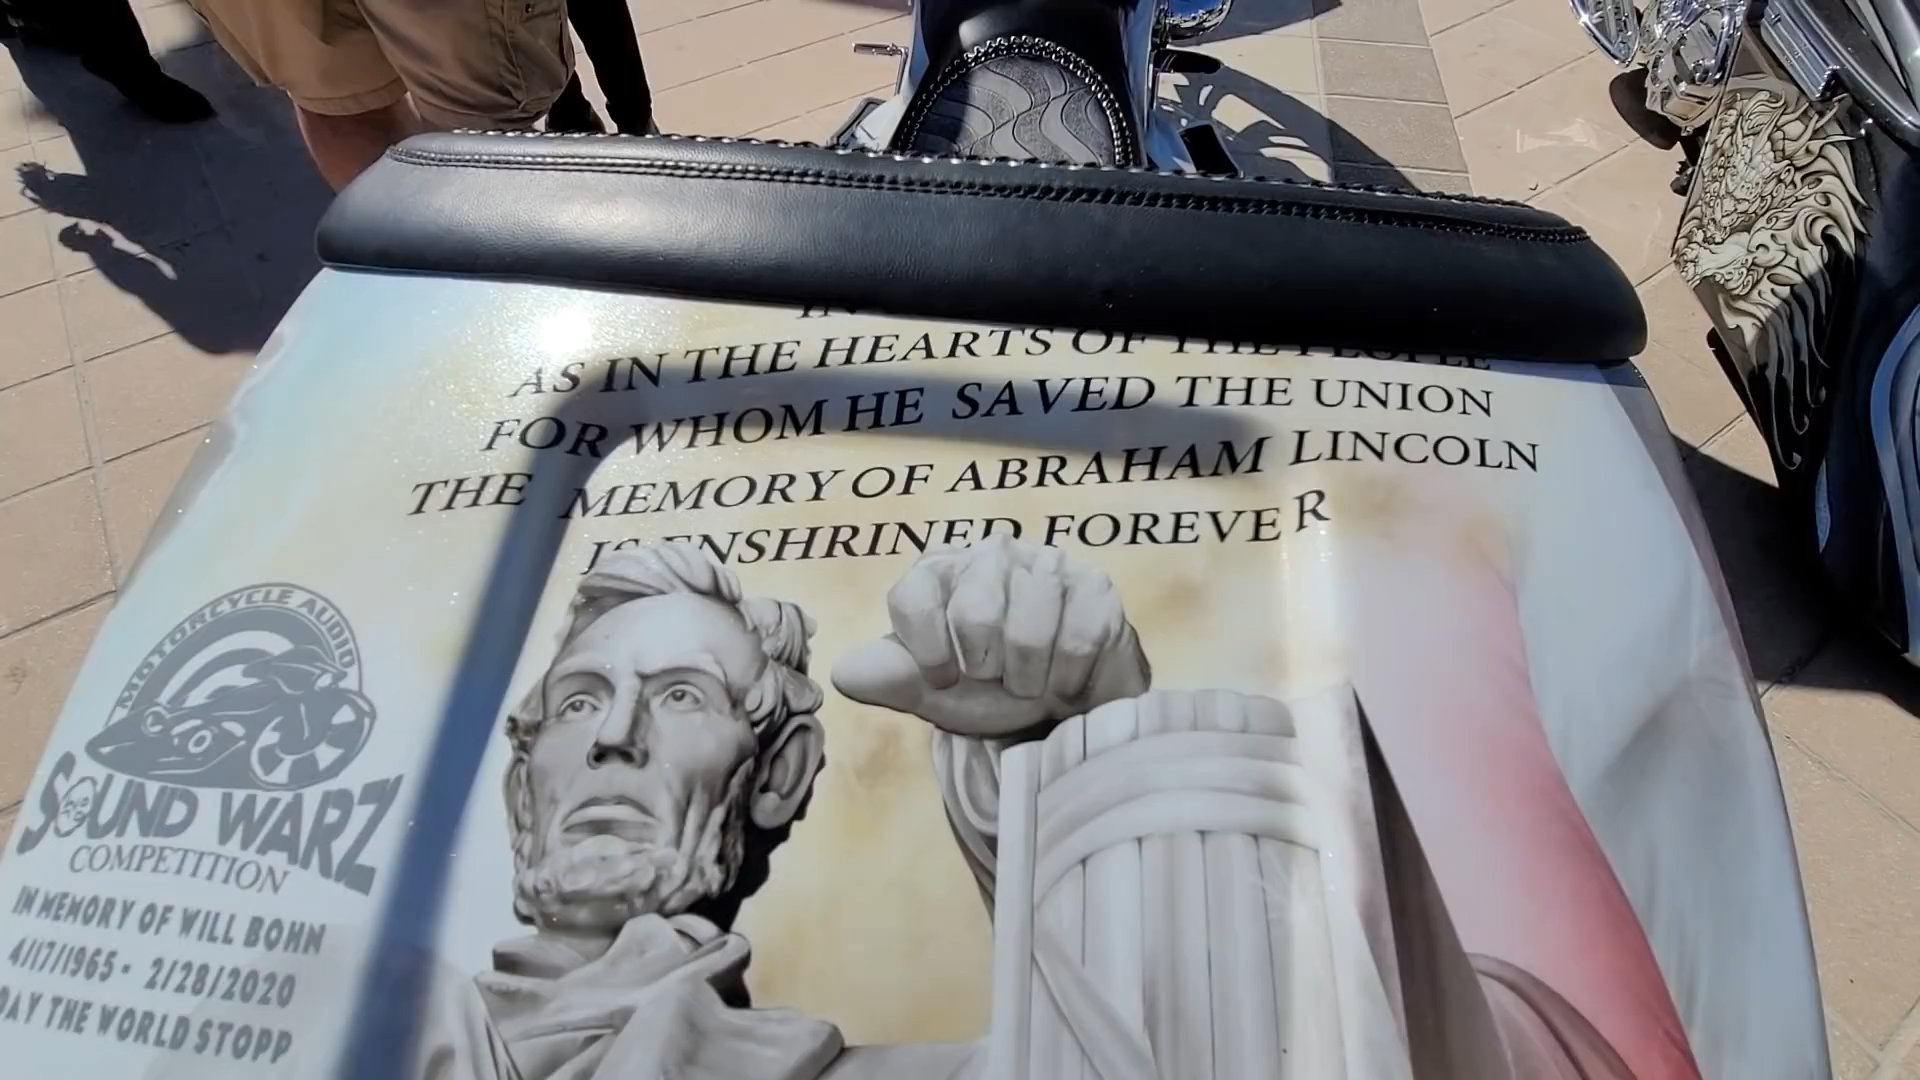 IN
AS IN THE HEARTS OF THE PEOPLE
FOR WHOM HE SAVED THE UNION
THE MEMORY OF ABRAHAM LINCOLN
IS ENSHRINED FOREVER
MOTORCYCLE AUDIO
SOUND WARZ
COMPETITION
IN MEMORY OF WILL BOHN
4/17/1965 - 2/28/2020
DAY THE WORLD STOPP